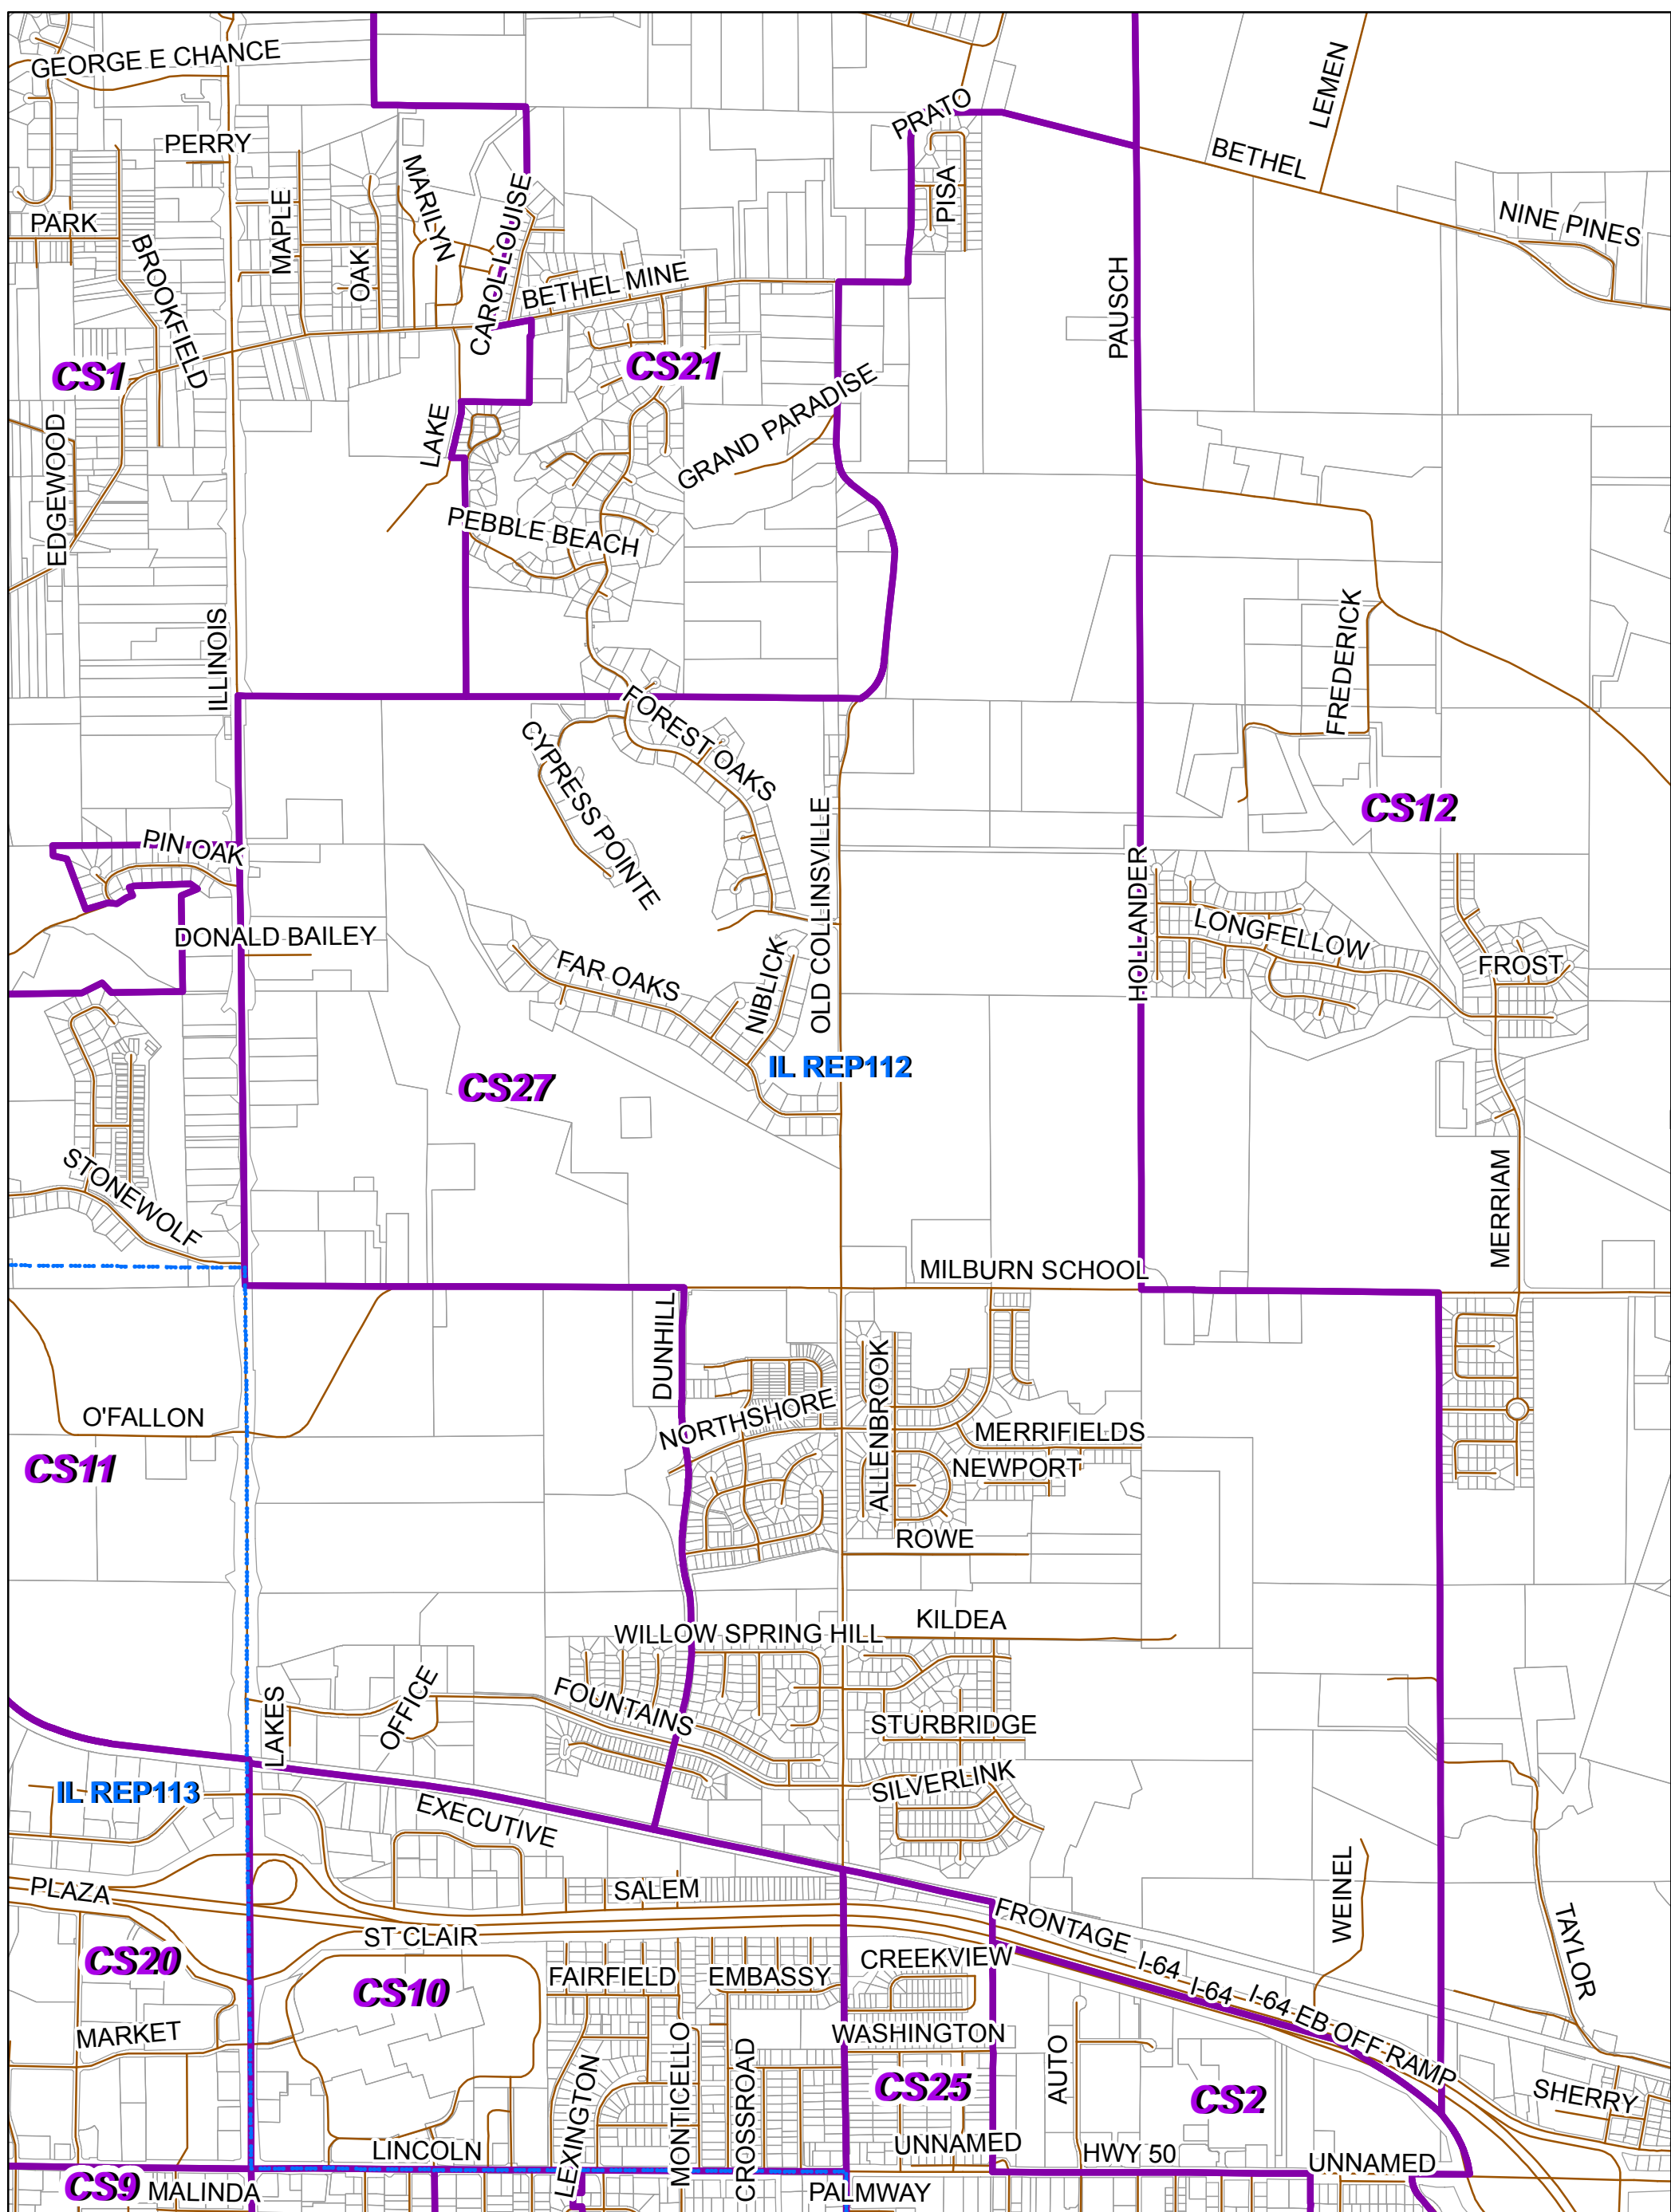 GEORGE E CHANCE
LEMEN
PRATO
PERRY
BETHEL
MARILYN
CAROL LOUISE
PISA
MAPLE
PARK
NINE PINES
BROOKFIELD
OAK
BETHEL MINE
PAUSCH
CS1
CS21
GRAND PARADISE
LAKE
EDGEWOOD
PEBBLE BEACH
ILLINOIS
FREDERICK
FOREST OAKS
CYPRESS POINTE
CS12
OLD COLLINSVILLE
PIN OAK
HOLLANDER
LONGFELLOW
DONALD BAILEY
FAR OAKS
NIBLICK
FROST
IL REP112
CS27
STONEWOLF
MERRIAM
MILBURN SCHOOL
DUNHILL
ALLENBROOK
O'FALLON
NORTHSHORE
MERRIFIELDS
CS11
NEWPORT
ROWE
KILDEA
WILLOW SPRING HILL
LAKES
OFFICE
FOUNTAINS
STURBRIDGE
IL REP113
SILVERLINK
EXECUTIVE
WEINEL
PLAZA
SALEM
FRONTAGE
TAYLOR
ST CLAIR
CS20
CREEKVIEW
I-64
I-64
I-64 EB OFF RAMP
CS10
FAIRFIELD
EMBASSY
MARKET
WASHINGTON
MONTICELLO
CROSSROAD
AUTO
LEXINGTON
CS25
CS2
SHERRY
LINCOLN
UNNAMED
HWY 50
UNNAMED
CS9
MALINDA
PALMWAY